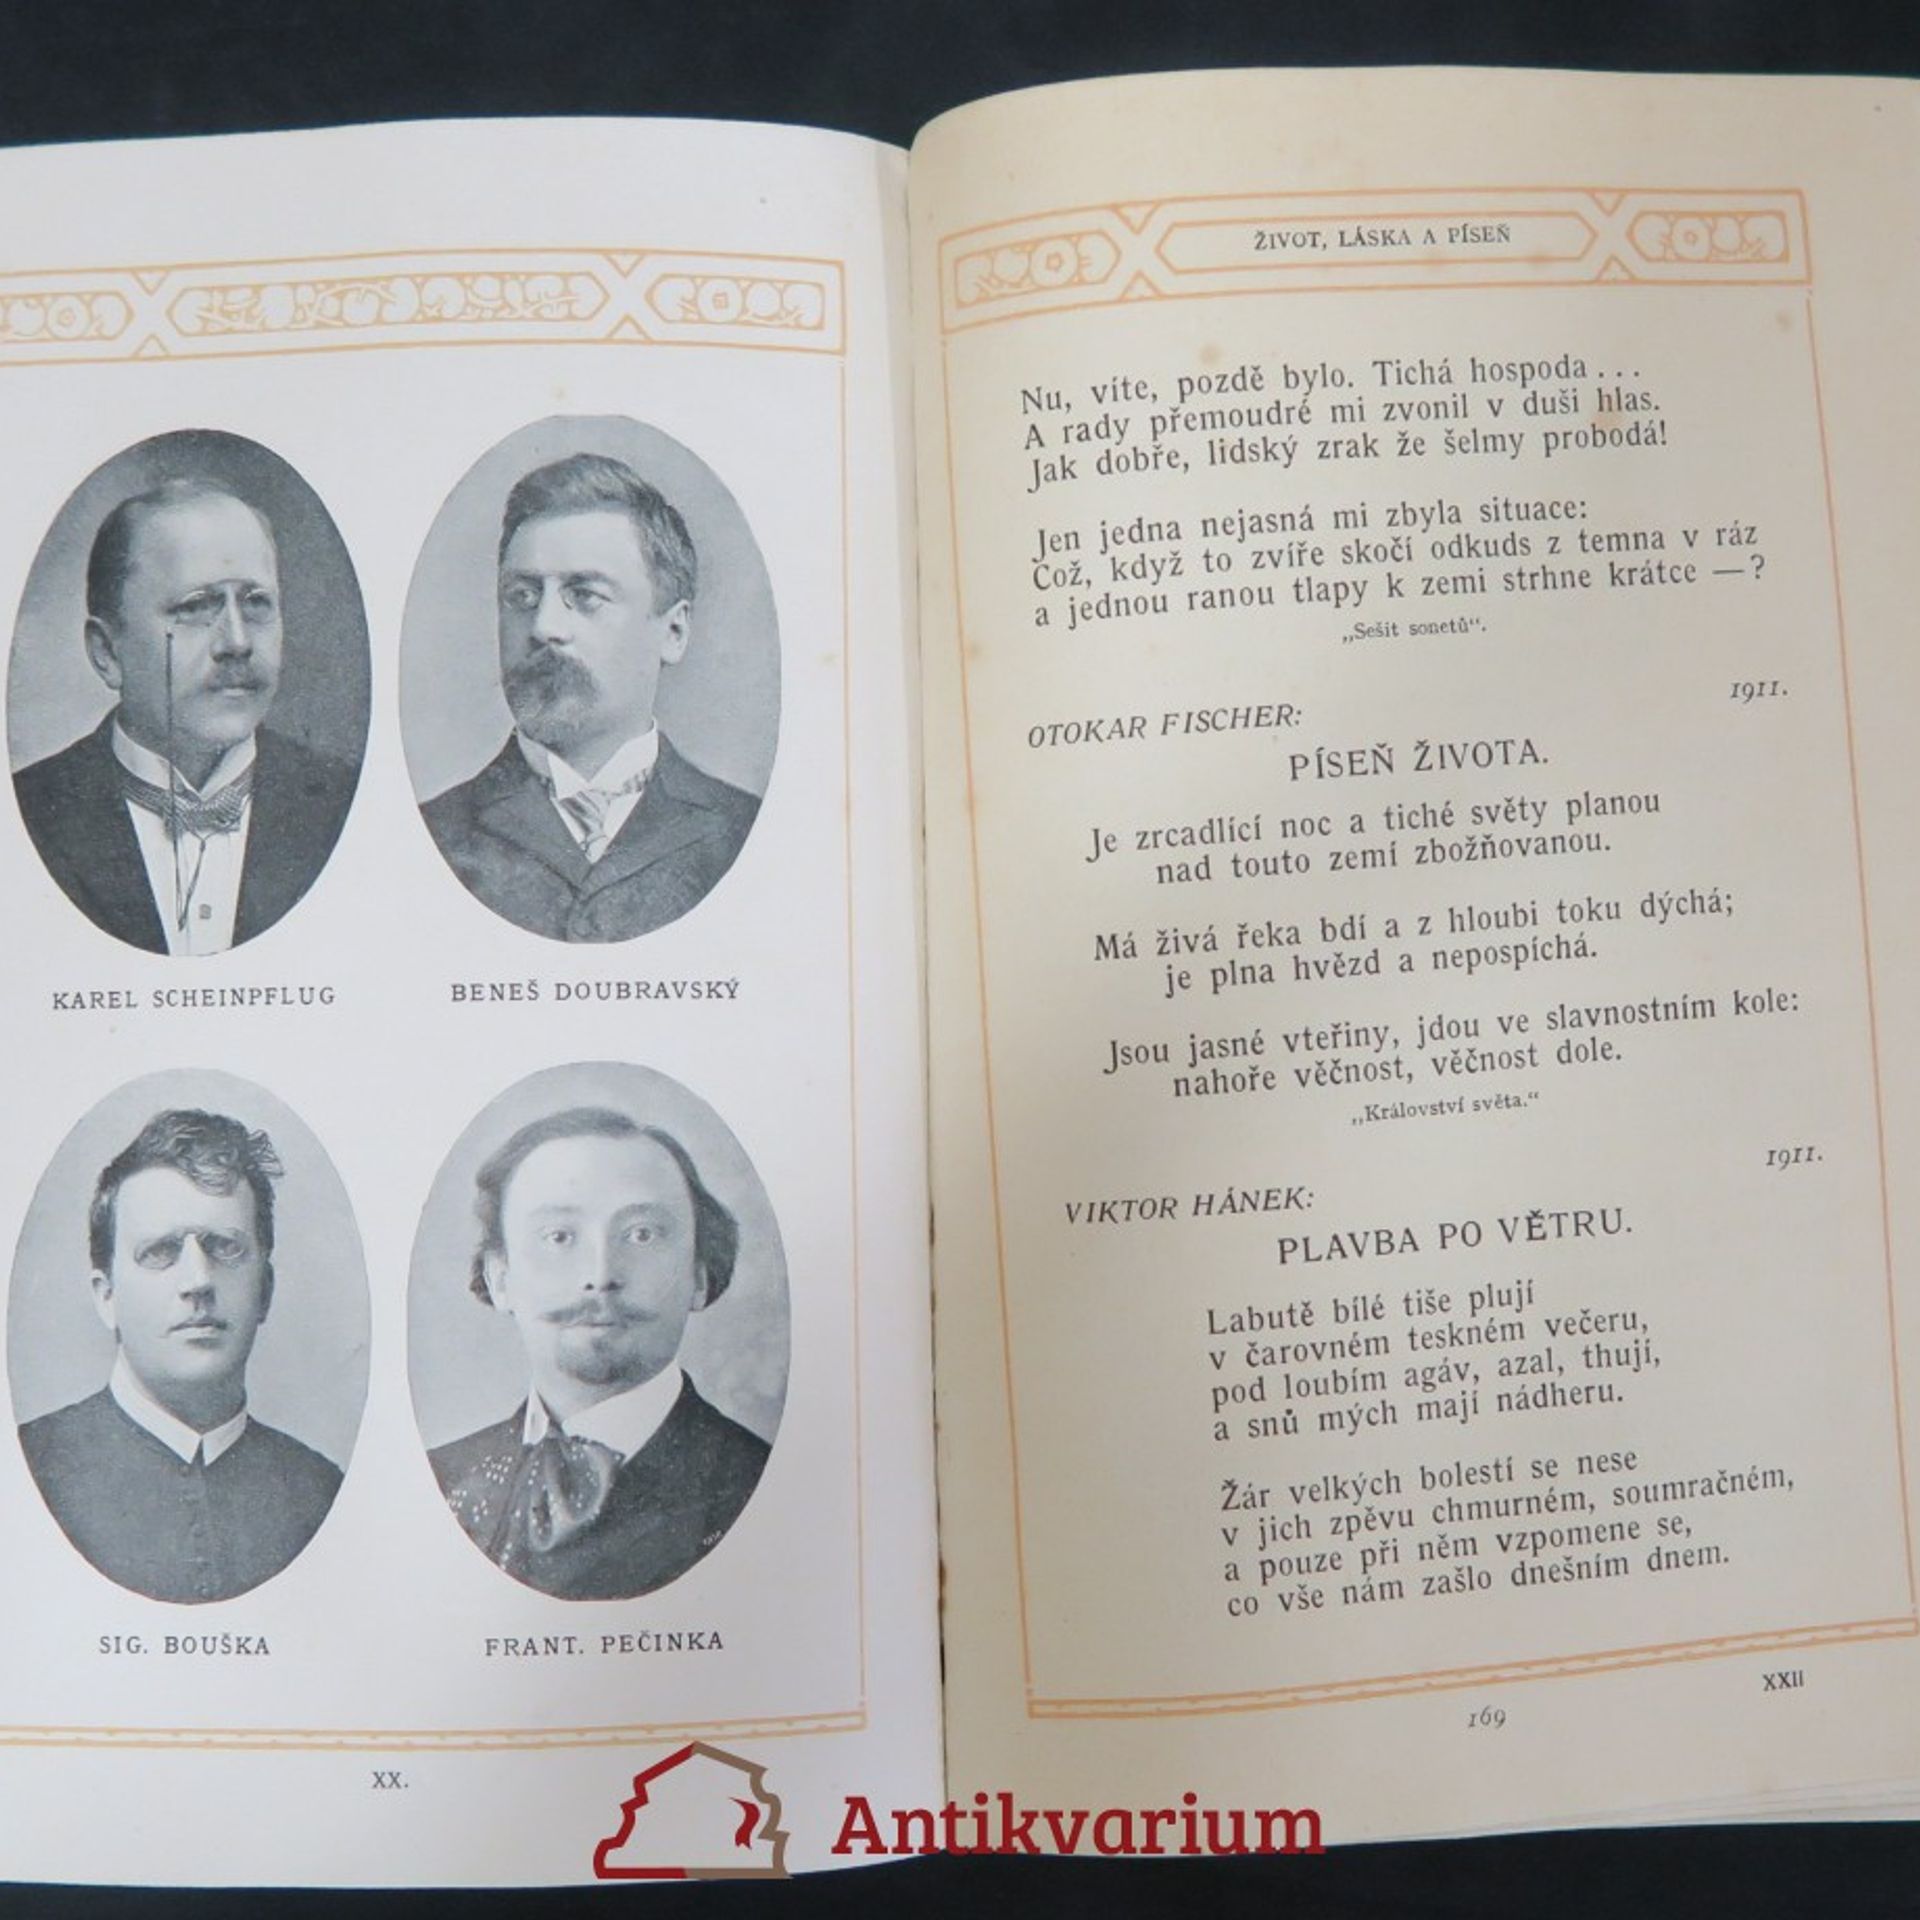 KAREL SCHEINPFLUG
BENEŠ DOUBRAVSKÝ
SIG. BOUŠKA
FRANT. PEČINKA
XX.
ŽIVOT, LÁSKA A PÍSEŇ
Nu, víte, pozdě bylo. Tichá hospoda...
A rady přemoudré mi zvonil v duši hlas.
Jak dobře, lidský zrak že šelmy probodá!
Jen jedna nejasná mi zbyla situace:
Což, když to zvíře skočí odkuds z temna v ráz
a jednou ranou tlapy k zemi strhne krátce —?
„Sešit sonetů“.
1911.
OTOKAR FISCHER:
PÍSEŇ ŽIVOTA.
Je zrcadlící noc a tiché světy planou
nad touto zemí zbožňovanou.
Má živá řeka bdí a z hloubi toku dýchá;
je plna hvězd a nepospíchá.
Jsou jasné vteřiny, jdou ve slavnostním kole:
nahoře věčnost, věčnost dole.
„Království světa.“
1911.
VIKTOR HÁNEK:
PLAVBA PO VĚTRU.
Labutě bílé tiše plují
v čarovném teskném večeru,
pod loubím agáv, azal, thují,
a snů mých mají nádheru.
Žár velkých bolestí se nese
v jich zpěvu chmurném, soumračném,
a pouze při něm vzpomene se,
co vše nám zašlo dnešním dnem.
XXII
169
Antikvarium